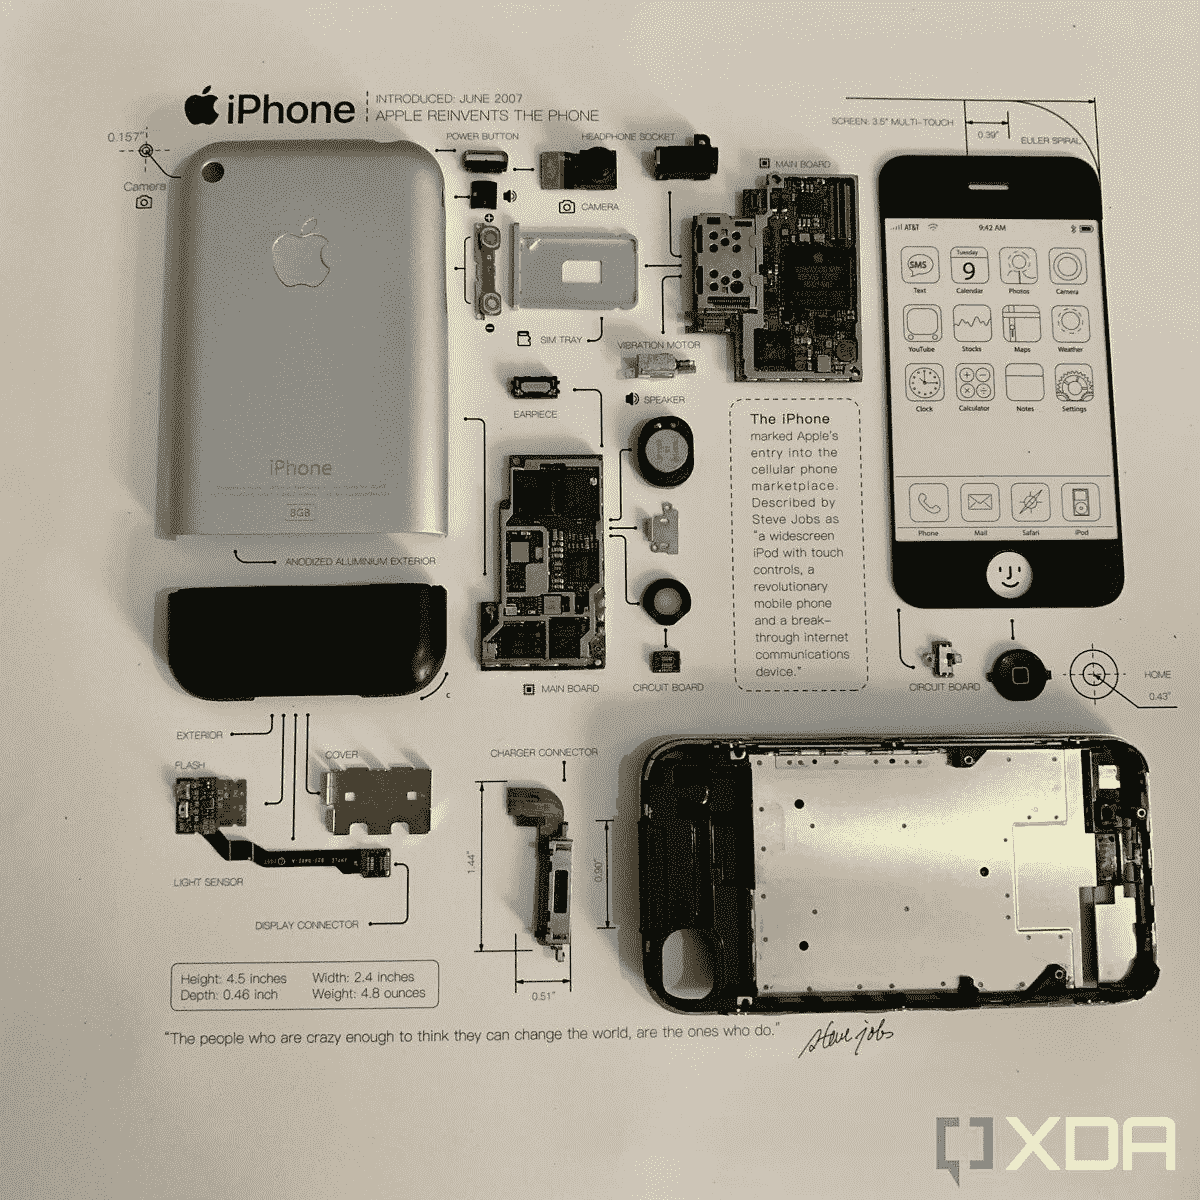 iPhone
INTRODUCED: JUNE 2007
APPLE REINVENTS THE PHONE
0.157"
Camera
POWER BUTTON
HEADPHONE SOCKET
CAMERA
MAIN BOARD
SCREEN: 3.5" MULTI-TOUCH
0.39"
EULER SPIRAL
AT&T
9:42 AM
SMS
Tuesday
9
Text
Calendar
Photos
Camera
YouTube
Stocks
Maps
Weather
Clock
Calculator
Notes
Settings
Phone
Mail
Safari
iPod
SIM TRAY
VIBRATION MOTOR
EARPIECE
SPEAKER
iPhone
8GB
ANODIZED ALUMINIUM EXTERIOR
The iPhone
marked Apple's
entry into the
cellular phone
marketplace.
Described by
Steve Jobs as
"a widescreen
iPod with touch
controls, a
revolutionary
mobile phone
and a break-
through internet
communications
device."
MAIN BOARD
CIRCUIT BOARD
CIRCUIT BOARD
HOME
0.43"
C
EXTERIOR
FLASH
COVER
CHARGER CONNECTOR
1.44"
0.90"
0.51"
LIGHT SENSOR
DISPLAY CONNECTOR
Height: 4.5 inches Width: 2.4 inches
Depth: 0.46 inch Weight: 4.8 ounces
"The people who are crazy enough to think they can change the world, are the ones who do."
steve jobs
XDA